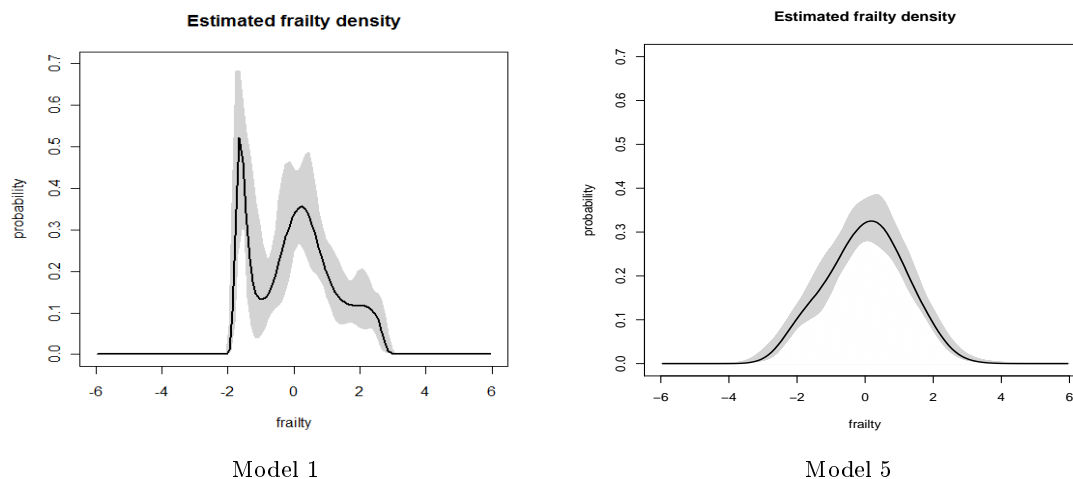 Estimated frailty density
probability
0.0 0.1 0.2 0.3 0.4 0.5 0.6 0.7
-6 -4 -2 0 2 4 6
frailty
Model 1
Estimated frailty density
probability
0.0 0.1 0.2 0.3 0.4 0.5 0.6 0.7
−6 −4 −2 0 2 4 6
frailty
Model 5